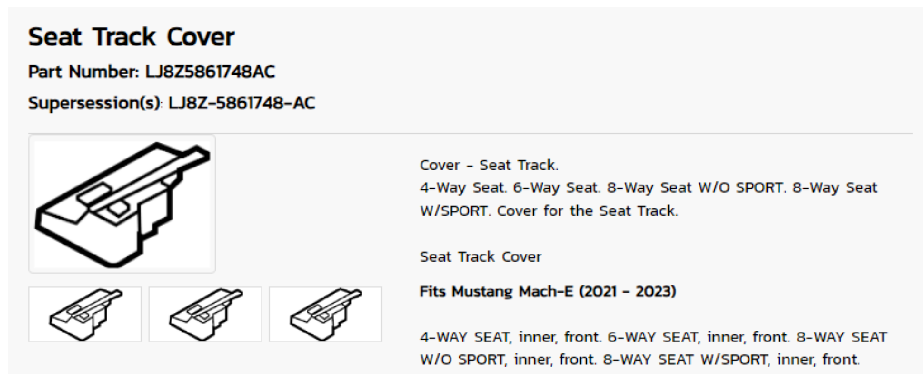 Seat Track Cover
Part Number: LJ8Z5861748AC
Supersession(s): LJ8Z-5861748-AC
Cover - Seat Track.
4-Way Seat. 6-Way Seat. 8-Way Seat W/O SPORT. 8-Way Seat
W/SPORT. Cover for the Seat Track.
Seat Track Cover
Fits Mustang Mach-E (2021 - 2023)
4-WAY SEAT, inner, front. 6-WAY SEAT, inner, front. 8-WAY SEAT
W/O SPORT, inner, front. 8-WAY SEAT W/SPORT, inner, front.